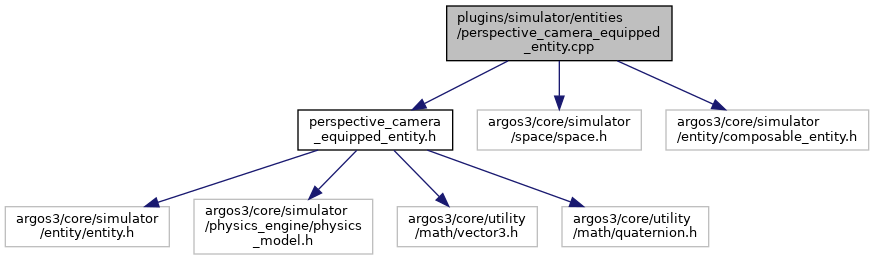 plugins/simulator/entities
/perspective_camera_equipped
_entity.cpp
perspective_camera
_equipped_entity.h
argos3/core/simulator
/space/space.h
argos3/core/simulator
/entity/composable_entity.h
argos3/core/simulator
/entity/entity.h
argos3/core/simulator
/physics_engine/physics
_model.h
argos3/core/utility
/math/vector3.h
argos3/core/utility
/math/quaternion.h